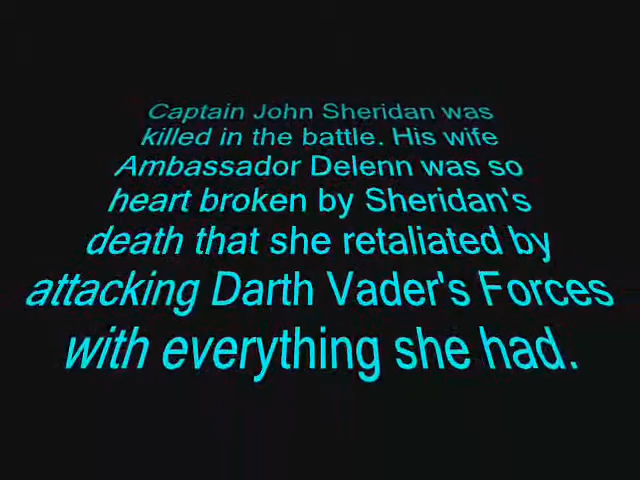 Captain John Sheridan was
killed in the battle. His wife
Ambassador Delenn was so
heart broken by Sheridan's
death that she retaliated by
attacking Darth Vader's Forces
with everything she had.